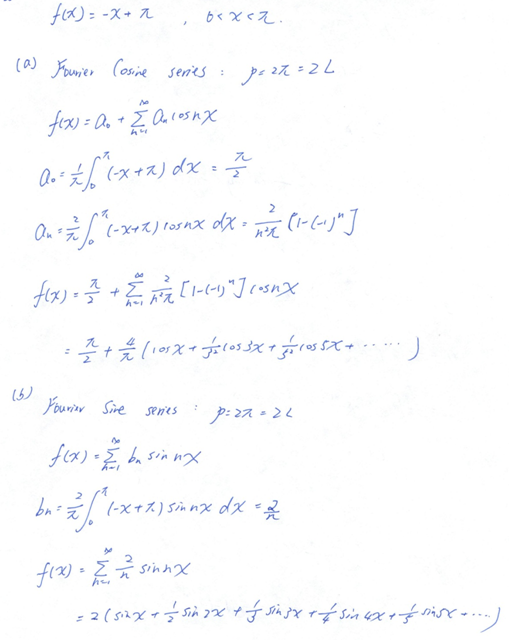 f(x) = -x + π , 0 < x < π.
(a) Fourier Cosine series : p = 2π = 2L
f(x) = a₀ + ∑_{n=1}^{∞} aₙ cos nx
a₀ = 1/π ∫₀^π (-x+π) dx = π/2
aₙ = 2/π ∫₀^π (-x+π) cos nx dx = 2/(n²π) [1-(-1)ⁿ]
f(x) = π/2 + ∑_{n=1}^{∞} 2/(n²π) [1-(-1)ⁿ] cos nx
= π/2 + 4/π (cos x + 1/3² cos 3x + 1/5² cos 5x + ......)
(b) Fourier Sine series : p = 2π = 2L
f(x) = ∑_{n=1}^{∞} bₙ sin nx
bₙ = 2/π ∫₀^π (-x+π) sin nx dx = 2/n
f(x) = ∑_{n=1}^{∞} 2/n sin nx
= 2 (sin x + 1/2 sin 2x + 1/3 sin 3x + 1/4 sin 4x + 1/5 sin 5x + ....)